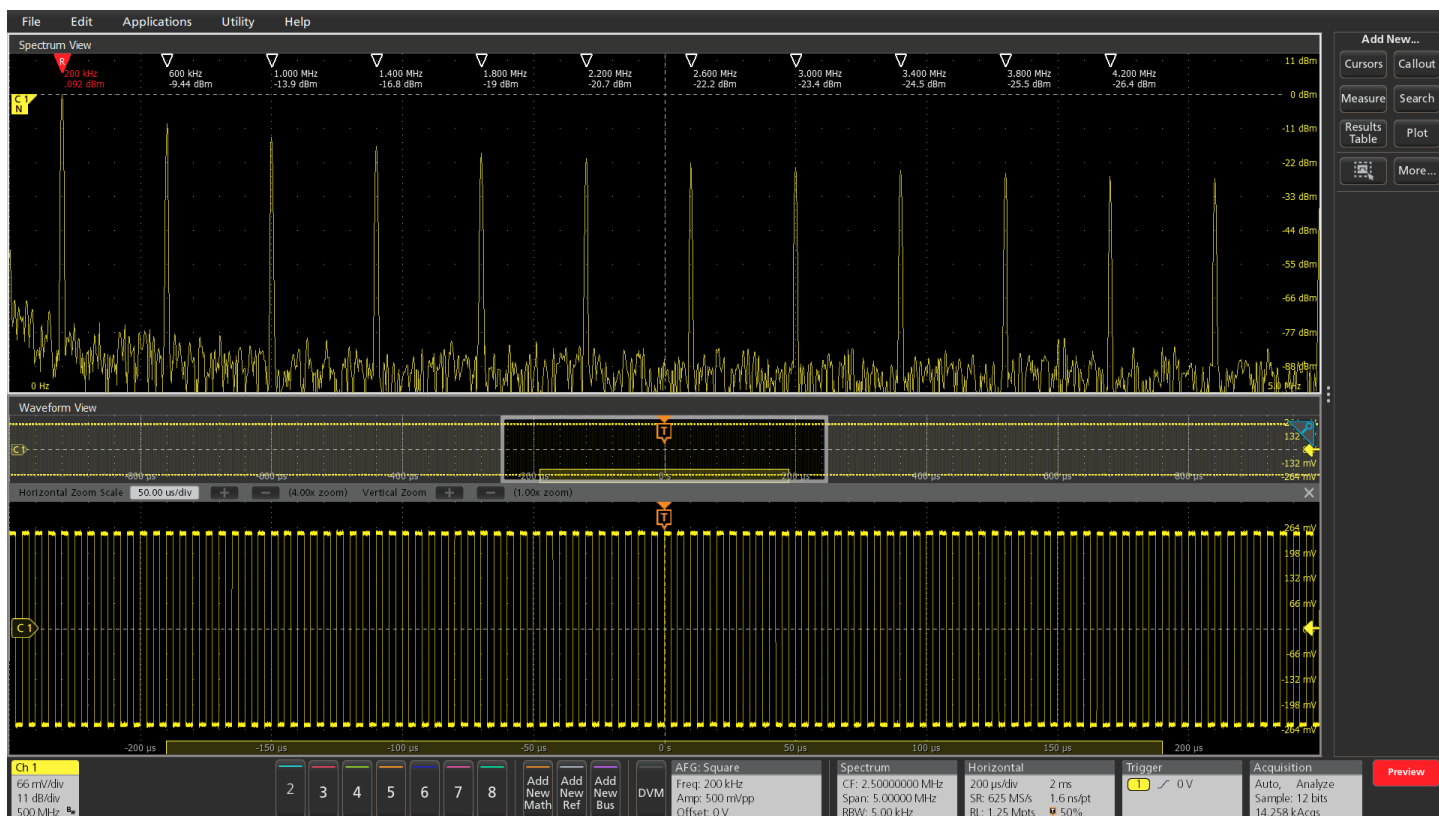 File Edit Applications Utility Help
Spectrum View
R
200 kHz 600 kHz 1.000 MHz 1.400 MHz 1.800 MHz 2.200 MHz 2.600 MHz 3.000 MHz 3.400 MHz 3.800 MHz 4.200 MHz
.092 dBm -9.44 dBm -13.9 dBm -16.8 dBm -19 dBm -20.7 dBm -22.2 dBm -23.4 dBm -24.5 dBm -25.5 dBm -26.4 dBm
C 1
N
11 dBm
0 dBm
-11 dBm
-22 dBm
-33 dBm
-44 dBm
-55 dBm
-66 dBm
-77 dBm
-88 dBm
0 Hz 5.0 MHz
Add New...
Cursors Callout
Measure Search
Results Table Plot
More...
Waveform View
T
132
C1
-132 mV
-264 mV
-800 µs -600 µs -400 µs -200 µs 0 s 200 µs 400 µs 600 µs 800 µs
Horizontal Zoom Scale 50.00 us/div + − (4.00x zoom) Vertical Zoom + − (1.00x zoom) ×
T
264 mV
198 mV
132 mV
66 mV
C 1
-66 mV
-132 mV
-198 mV
-264 mV
-200 µs -150 µs -100 µs -50 µs 0 s 50 µs 100 µs 150 µs 200 µs
Ch 1
66 mV/div
11 dB/div
500 MHz
2 3 4 5 6 7 8
Add New Math
Add New Ref
Add New Bus
DVM
AFG: Square
Freq: 200 kHz
Amp: 500 mVpp
Offset: 0 V
Spectrum
CF: 2.50000000 MHz
Span: 5.00000 MHz
RBW: 5.00 kHz
Horizontal
200 µs/div 2 ms
SR: 625 MS/s 1.6 ns/pt
RL: 1.25 Mpts 50%
Trigger
1 0 V
Acquisition
Auto, Analyze
Sample: 12 bits
14.258 kAcqs
Preview